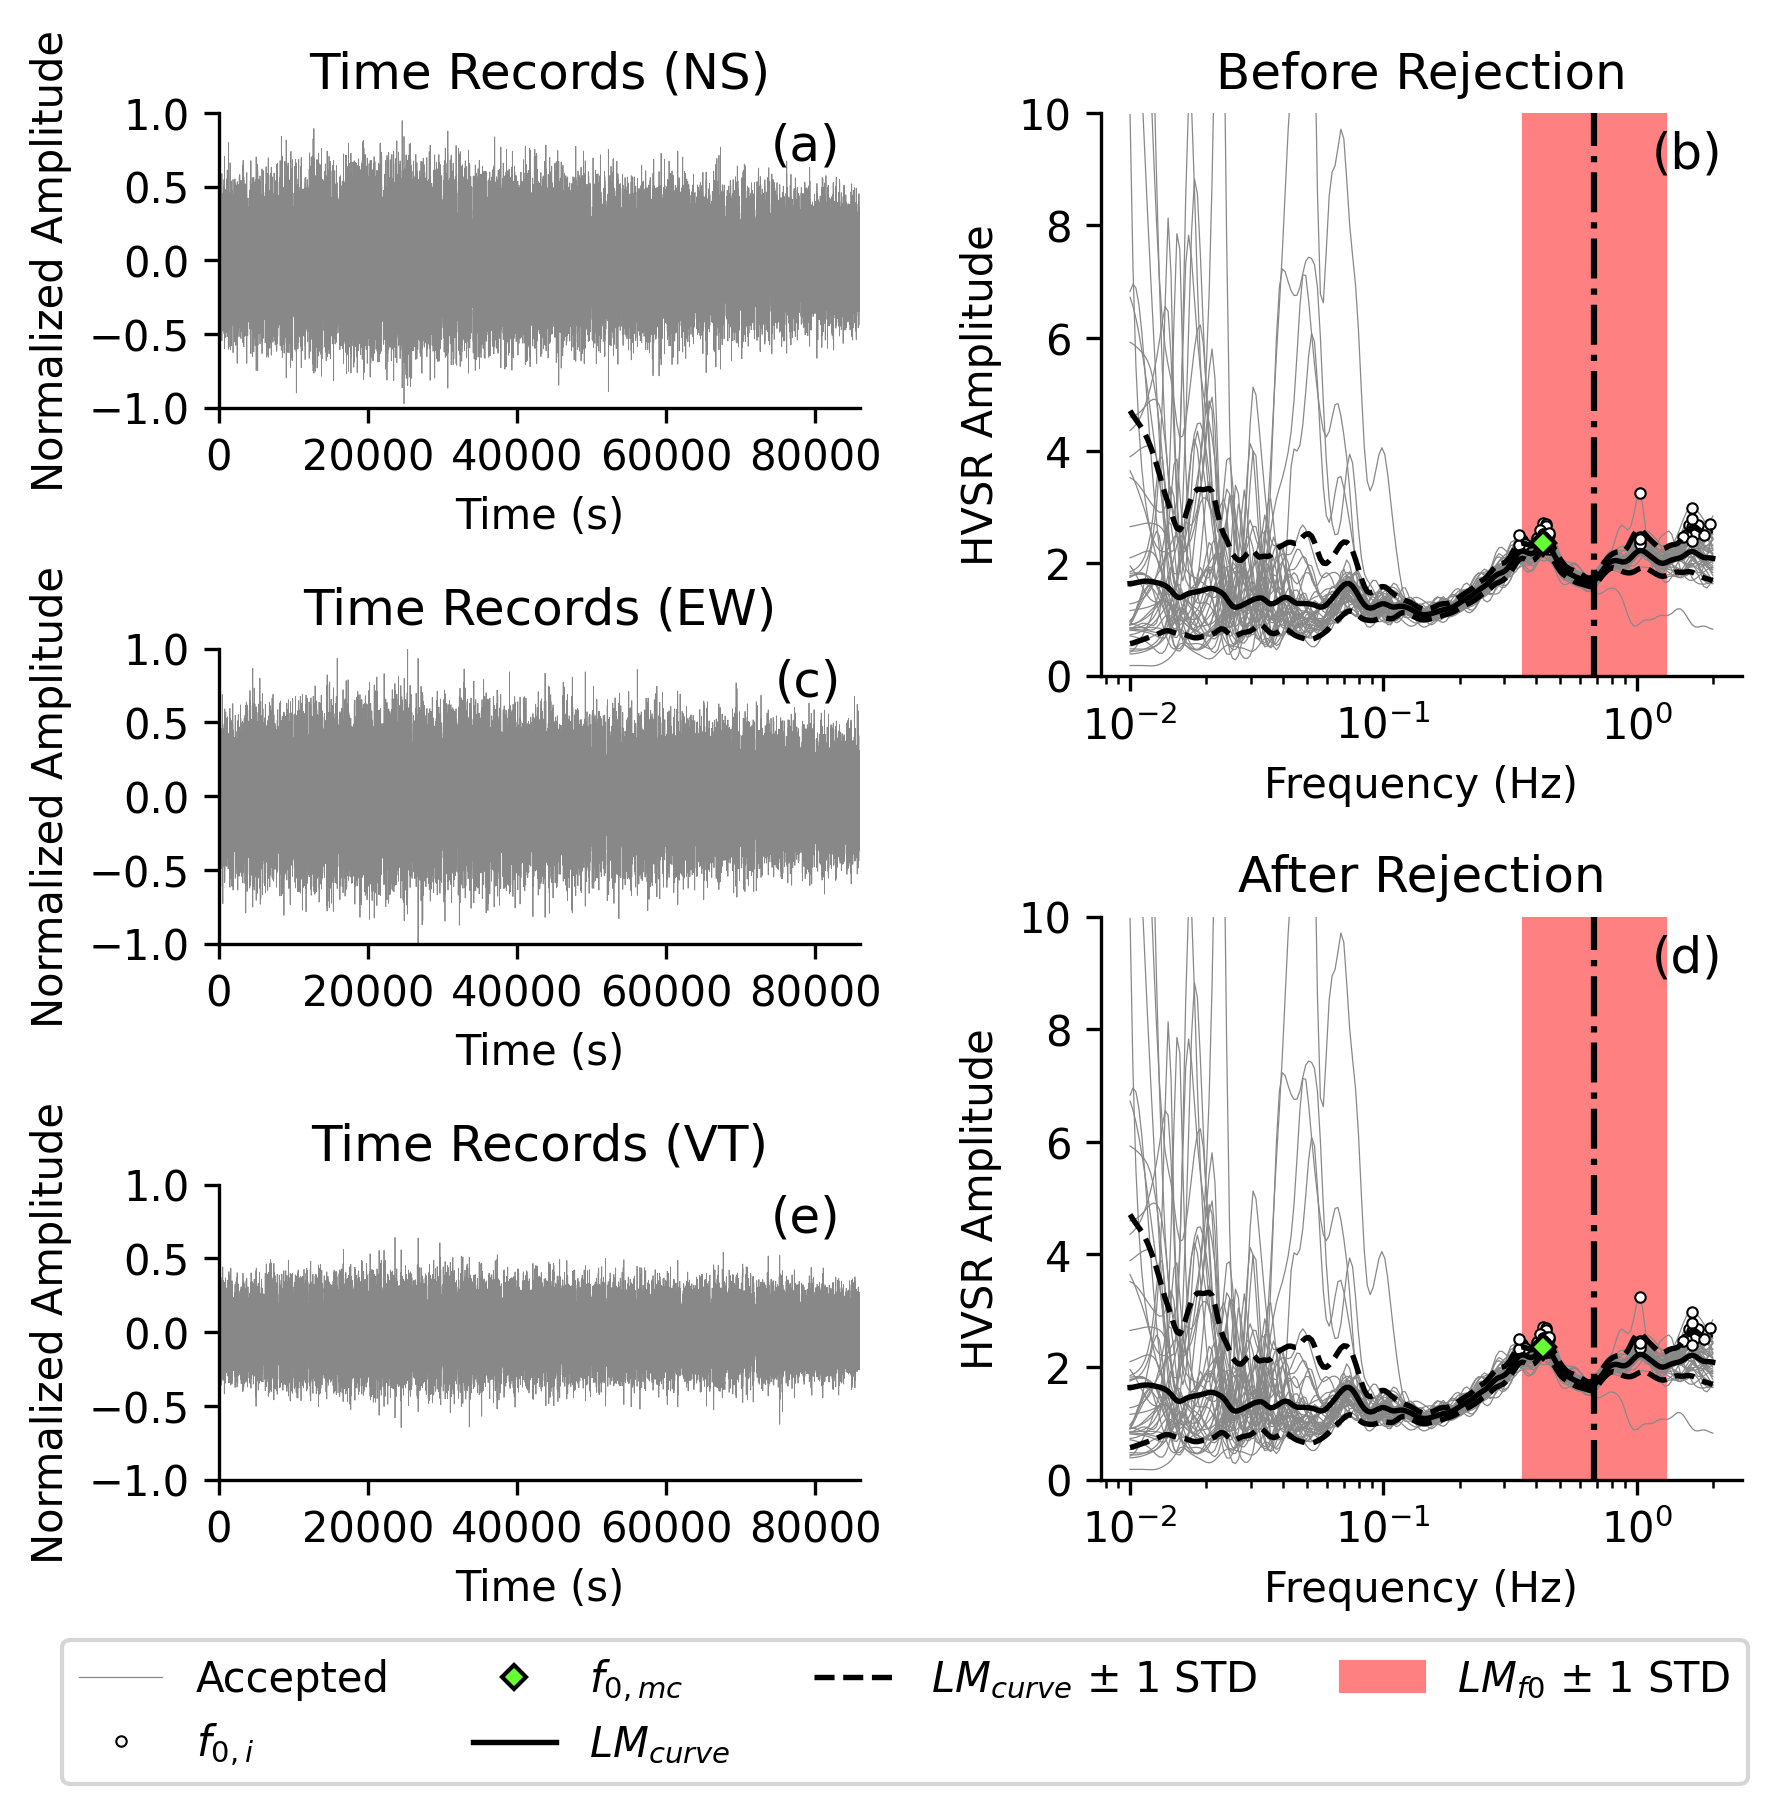 Time Records (NS)
Normalized Amplitude
1.0
0.5
0.0
−0.5
−1.0
(a)
0 20000 40000 60000 80000
Time (s)
Before Rejection
HVSR Amplitude
10
8
6
4
2
0
(b)
10⁻² 10⁻¹ 10⁰
Frequency (Hz)
Time Records (EW)
Normalized Amplitude
1.0
0.5
0.0
−0.5
−1.0
(c)
0 20000 40000 60000 80000
Time (s)
After Rejection
HVSR Amplitude
10
8
6
4
2
0
(d)
10⁻² 10⁻¹ 10⁰
Frequency (Hz)
Time Records (VT)
Normalized Amplitude
1.0
0.5
0.0
−0.5
−1.0
(e)
0 20000 40000 60000 80000
Time (s)
Accepted
f0,i
f0,mc
LMcurve
LMcurve ± 1 STD
LMf0 ± 1 STD